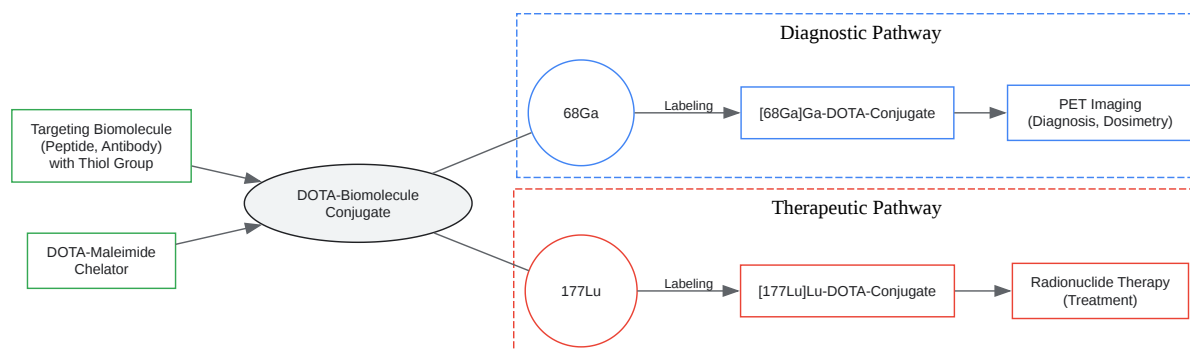 Diagnostic Pathway
Targeting Biomolecule
(Peptide, Antibody)
with Thiol Group
DOTA-Maleimide
Chelator
DOTA-Biomolecule
Conjugate
68Ga
Labeling
[68Ga]Ga-DOTA-Conjugate
PET Imaging
(Diagnosis, Dosimetry)
Therapeutic Pathway
177Lu
Labeling
[177Lu]Lu-DOTA-Conjugate
Radionuclide Therapy
(Treatment)